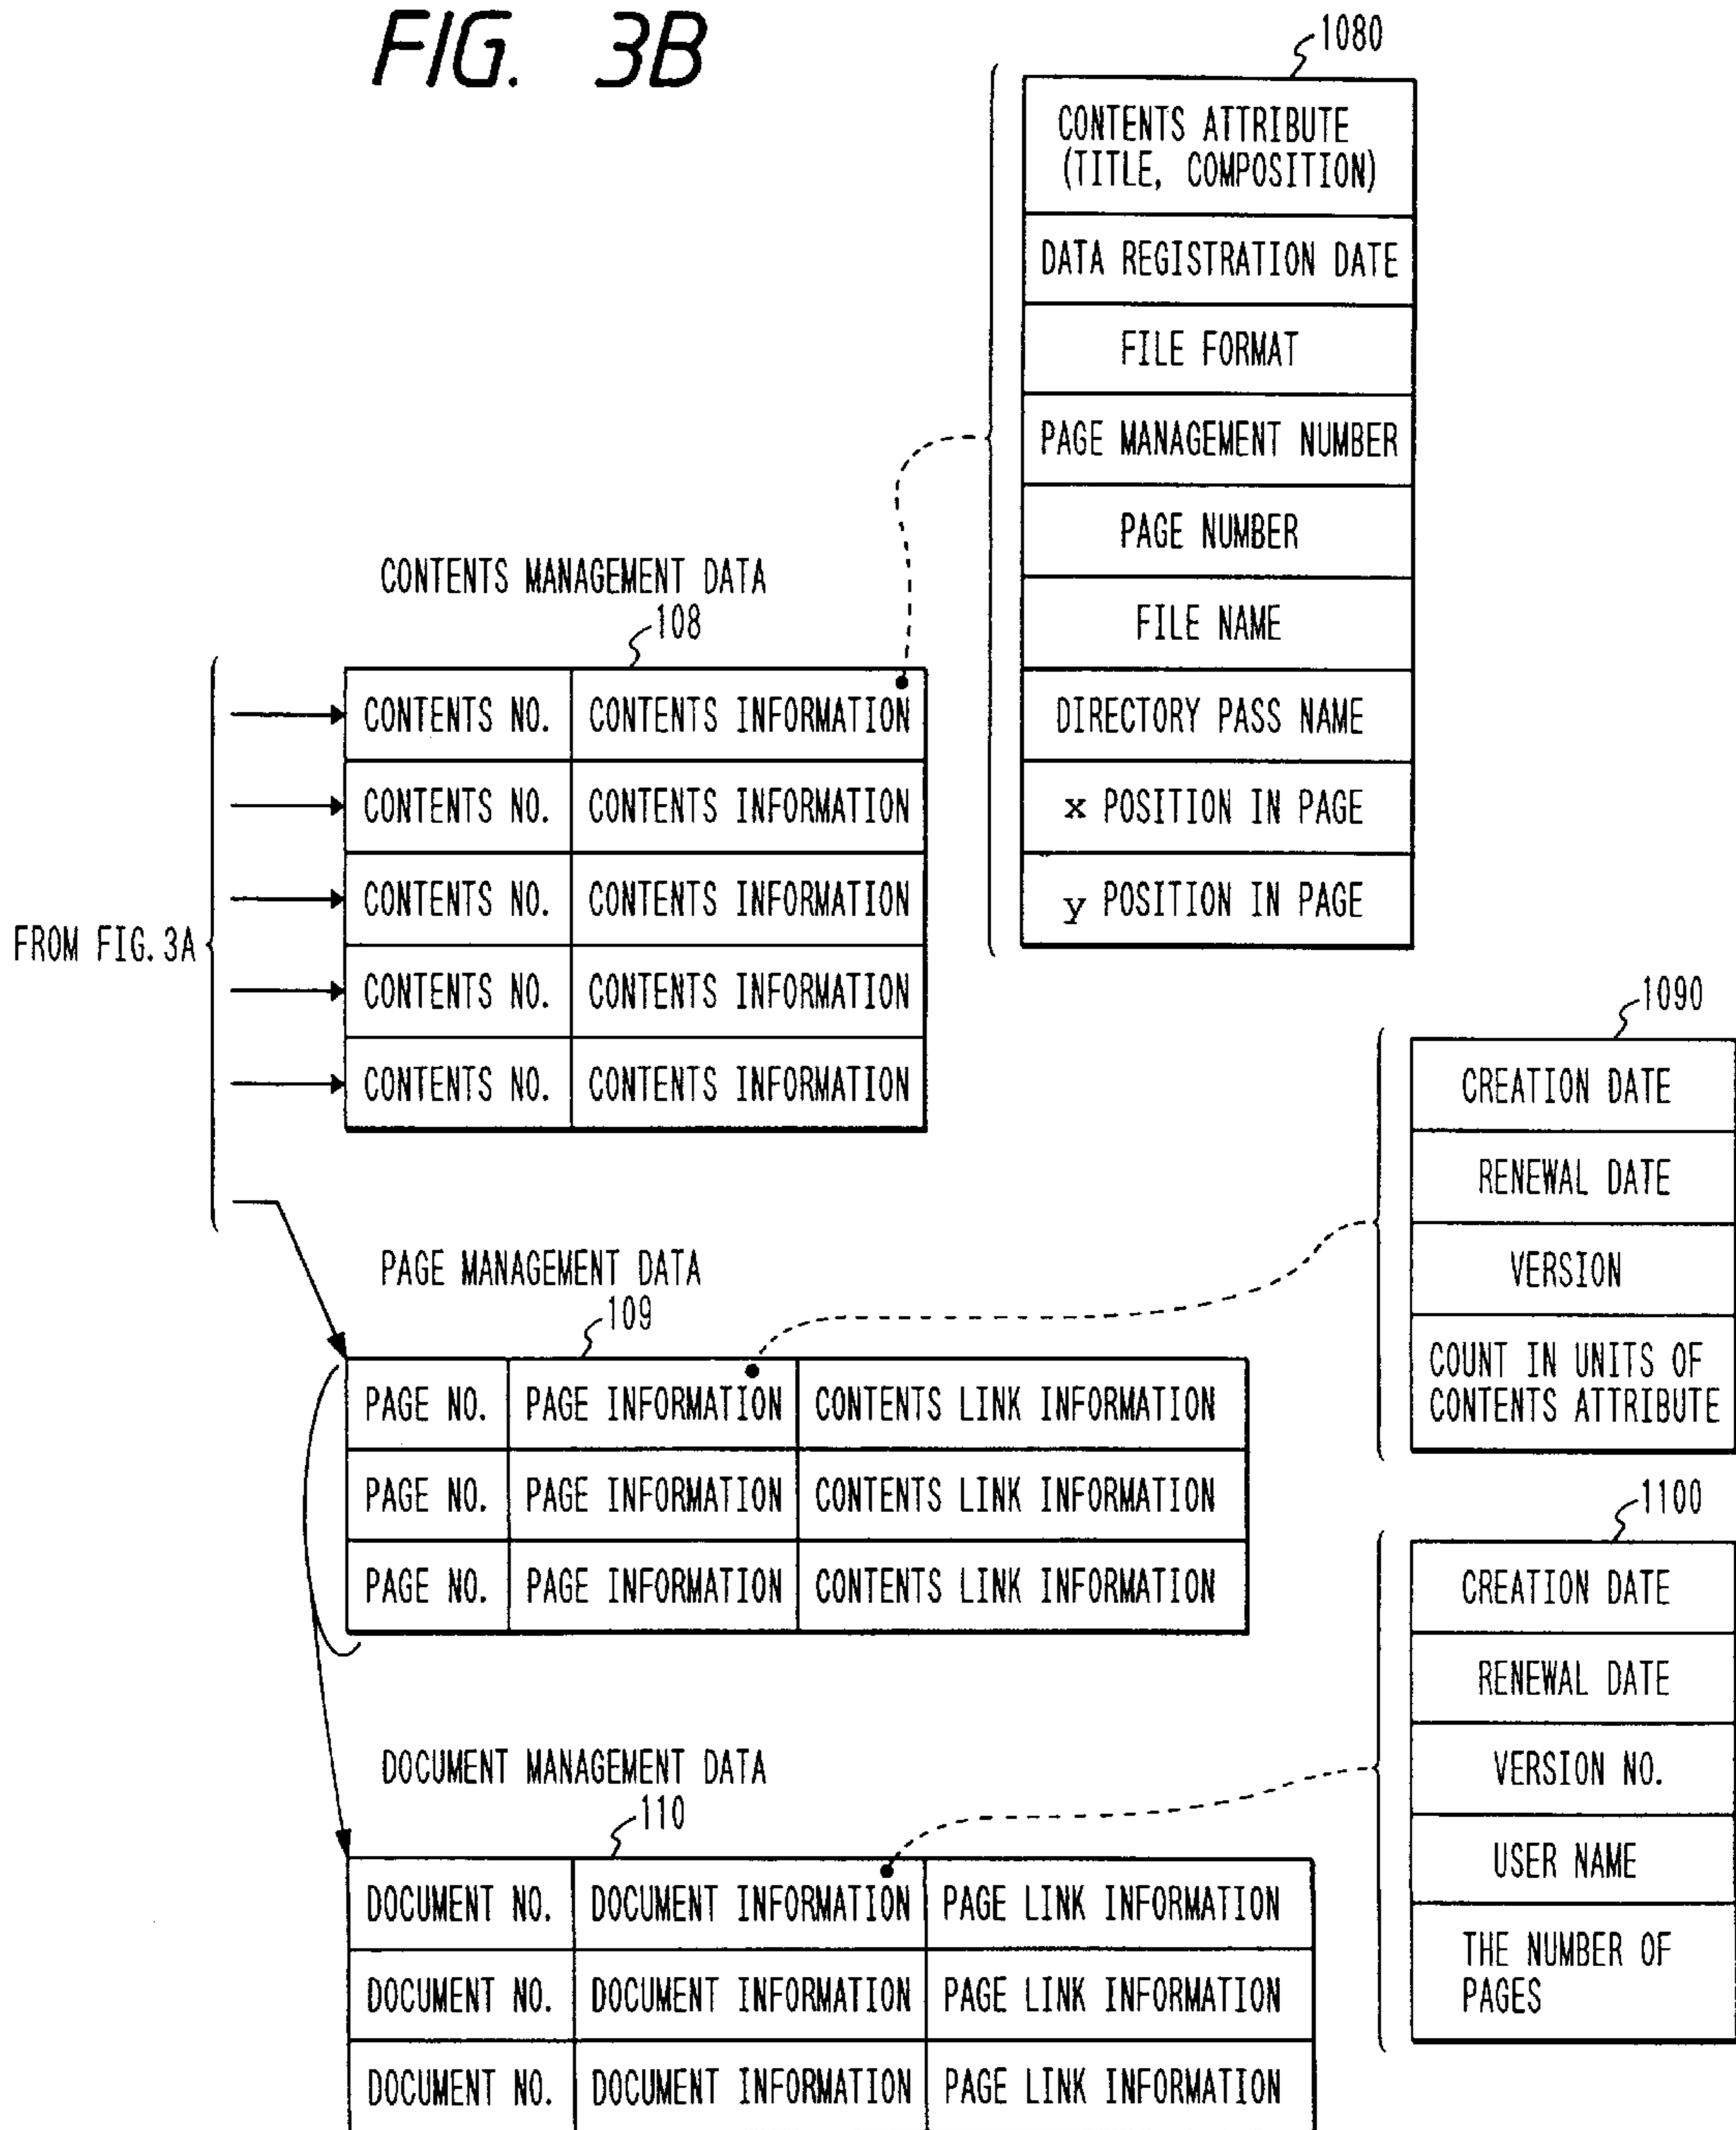 FIG. 3B
1080
CONTENTS ATTRIBUTE
(TITLE, COMPOSITION)
DATA REGISTRATION DATE
FILE FORMAT
PAGE MANAGEMENT NUMBER
PAGE NUMBER
FILE NAME
DIRECTORY PASS NAME
x POSITION IN PAGE
y POSITION IN PAGE
CONTENTS MANAGEMENT DATA
108
CONTENTS NO. CONTENTS INFORMATION
CONTENTS NO. CONTENTS INFORMATION
CONTENTS NO. CONTENTS INFORMATION
CONTENTS NO. CONTENTS INFORMATION
CONTENTS NO. CONTENTS INFORMATION
FROM FIG.3A
1090
CREATION DATE
RENEWAL DATE
VERSION
COUNT IN UNITS OF
CONTENTS ATTRIBUTE
PAGE MANAGEMENT DATA
109
PAGE NO. PAGE INFORMATION CONTENTS LINK INFORMATION
PAGE NO. PAGE INFORMATION CONTENTS LINK INFORMATION
PAGE NO. PAGE INFORMATION CONTENTS LINK INFORMATION
1100
CREATION DATE
RENEWAL DATE
VERSION NO.
USER NAME
THE NUMBER OF
PAGES
DOCUMENT MANAGEMENT DATA
110
DOCUMENT NO. DOCUMENT INFORMATION PAGE LINK INFORMATION
DOCUMENT NO. DOCUMENT INFORMATION PAGE LINK INFORMATION
DOCUMENT NO. DOCUMENT INFORMATION PAGE LINK INFORMATION